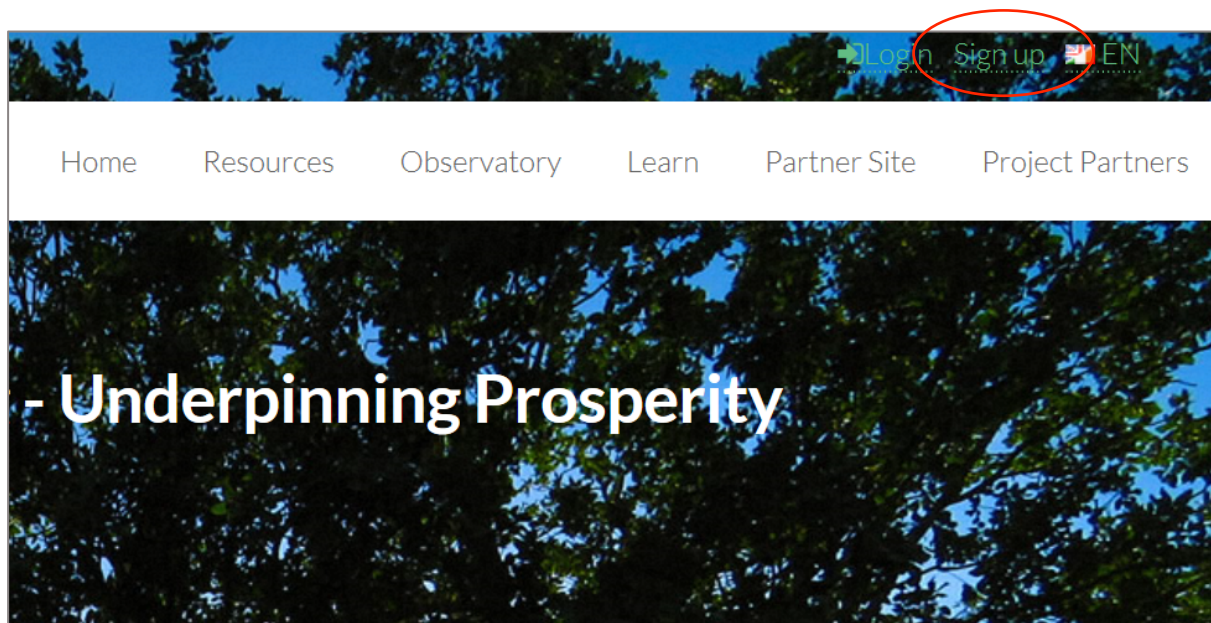 Login Sign up EN
Home Resources Observatory Learn Partner Site Project Partners
- Underpinning Prosperity